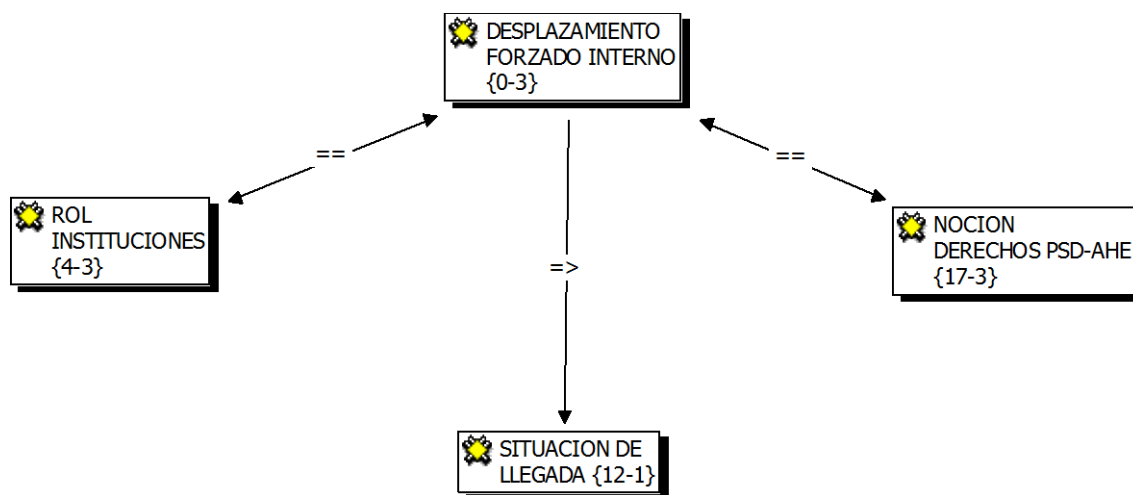 DESPLAZAMIENTO
FORZADO INTERNO
{0-3}
==
==
ROL
INSTITUCIONES
{4-3}
NOCION
DERECHOS PSD-AHE
{17-3}
=>
SITUACION DE
LLEGADA {12-1}